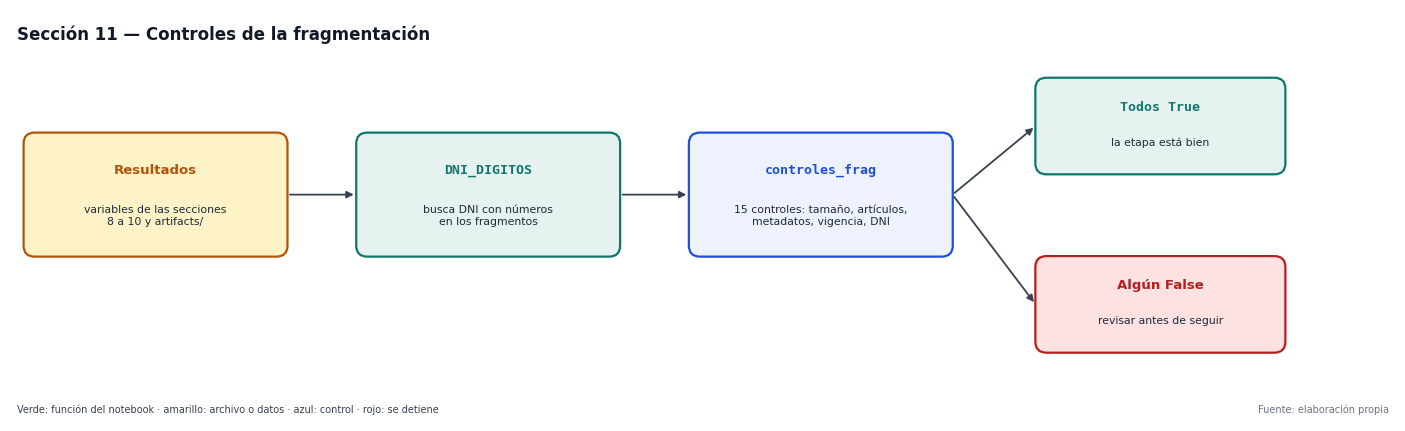 Sección 11 — Controles de la fragmentación
Resultados
variables de las secciones
8 a 10 y artifacts/
DNI_DIGITOS
busca DNI con números
en los fragmentos
controles_frag
15 controles: tamaño, artículos,
metadatos, vigencia, DNI
Todos True
la etapa está bien
Algún False
revisar antes de seguir
Verde: función del notebook · amarillo: archivo o datos · azul: control · rojo: se detiene
Fuente: elaboración propia